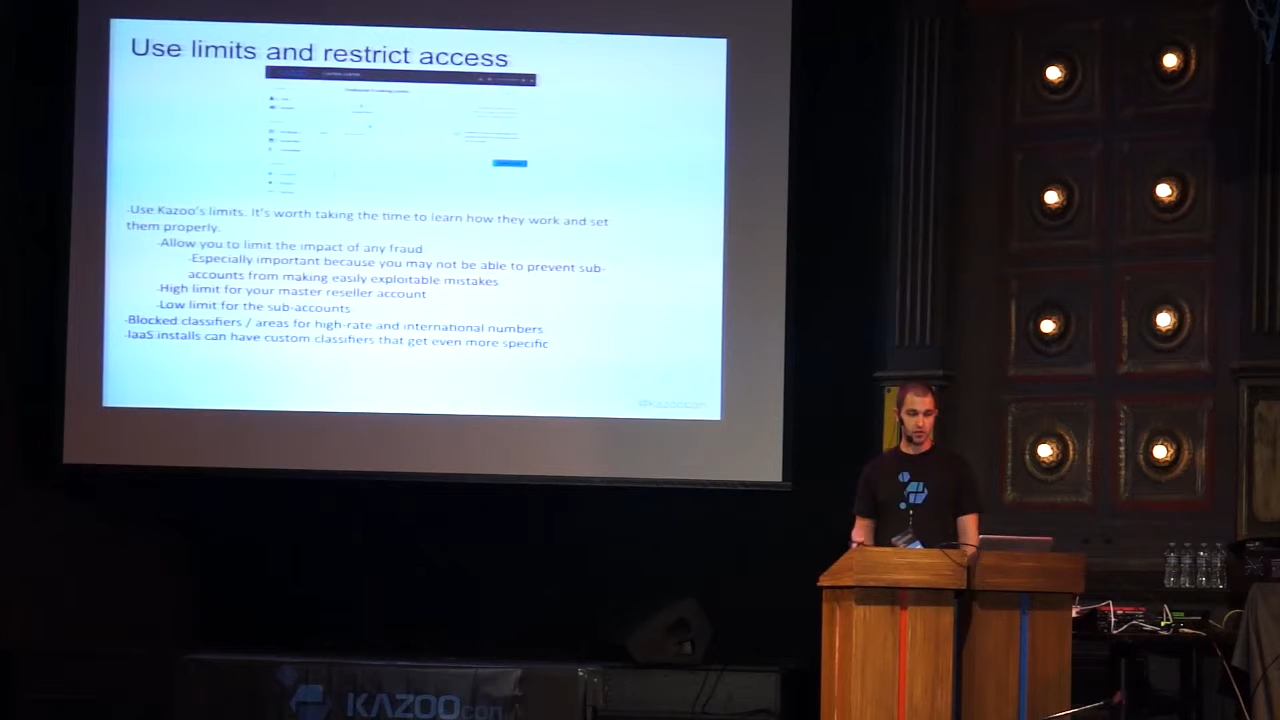 Use limits and restrict access
-Use Kazoo's limits. It's worth taking the time to learn how they work and set
them properly.
-Allow you to limit the impact of any fraud
-Especially important because you may not be able to prevent sub-
accounts from making easily exploitable mistakes
-High limit for your master reseller account
-Low limit for the sub-accounts
-Blocked classifiers / areas for high-rate and international numbers
-IaaS installs can have custom classifiers that get even more specific
@kazoocon
KAZOOcon